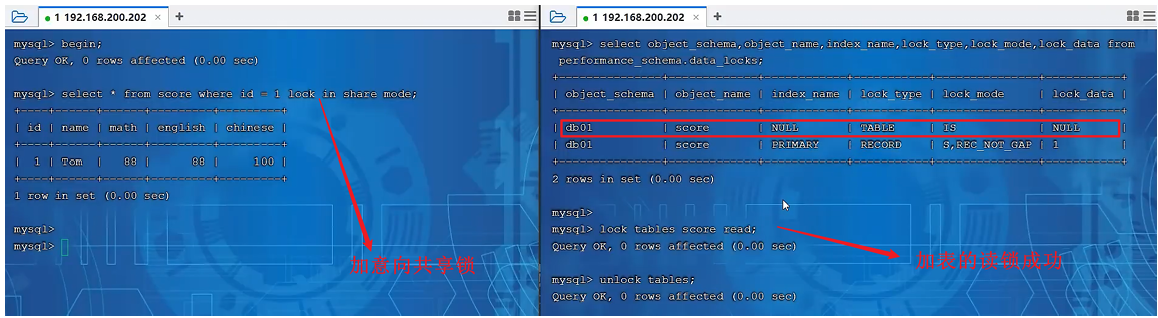 1 192.168.200.202 × +
mysql> begin;
Query OK, 0 rows affected (0.00 sec)
mysql> select * from score where id = 1 lock in share mode;
+----+------+------+---------+---------+
| id | name | math | english | chinese |
+----+------+------+---------+---------+
| 1 | Tom | 88 | 88 | 100 |
+----+------+------+---------+---------+
1 row in set (0.00 sec)
mysql>
mysql>
加意向共享锁
1 192.168.200.202 × +
mysql> select object_schema,object_name,index_name,lock_type,lock_mode,lock_data from
performance_schema.data_locks;
+---------------+-------------+------------+-----------+---------------+-----------+
| object_schema | object_name | index_name | lock_type | lock_mode | lock_data |
+---------------+-------------+------------+-----------+---------------+-----------+
| db01 | score | NULL | TABLE | IS | NULL |
| db01 | score | PRIMARY | RECORD | S,REC_NOT_GAP | 1 |
+---------------+-------------+------------+-----------+---------------+-----------+
2 rows in set (0.00 sec)
mysql>
mysql> lock tables score read;
Query OK, 0 rows affected (0.00 sec)
加表的读锁成功
mysql> unlock tables;
Query OK, 0 rows affected (0.00 sec)